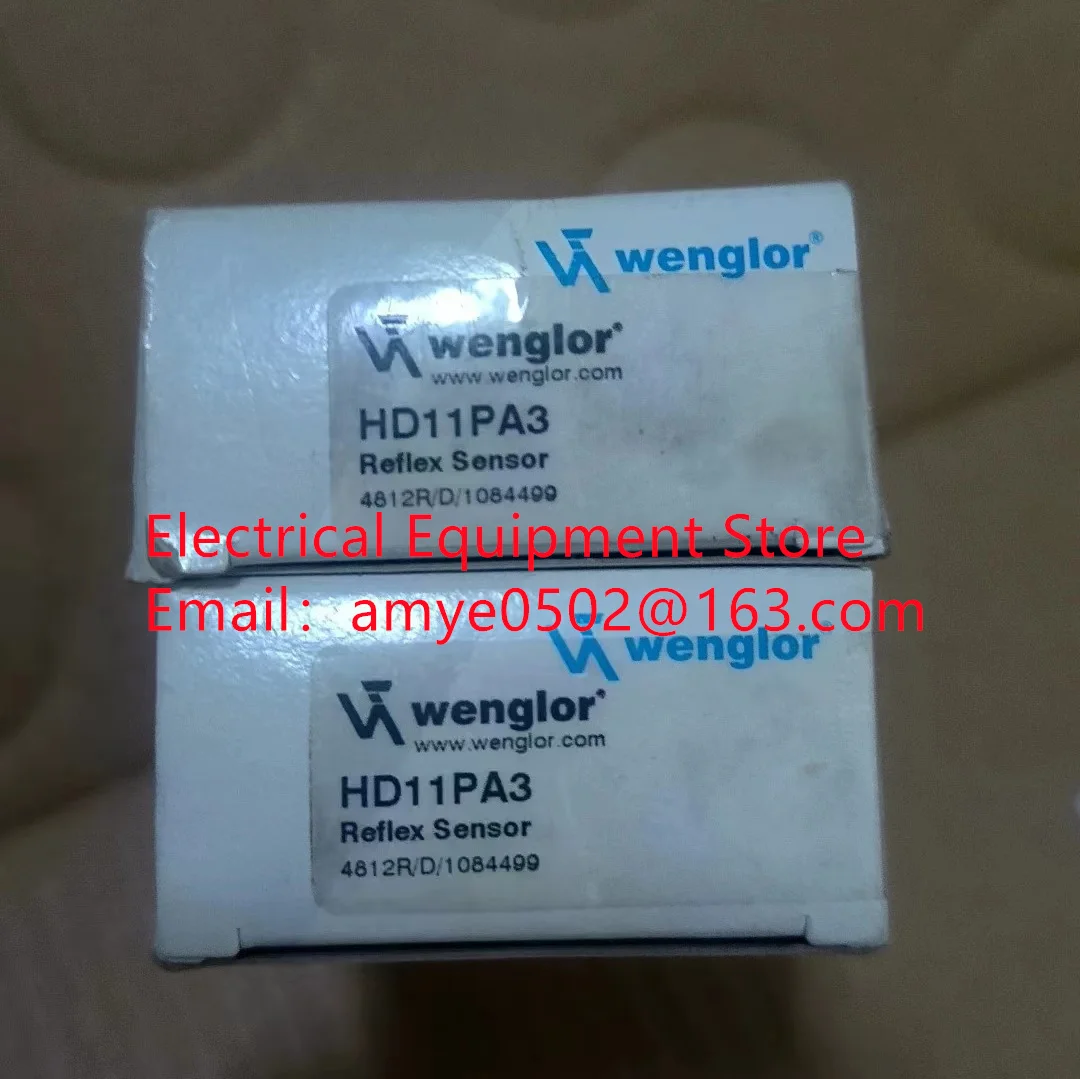 wenglor®
wenglor®
www.wenglor.com
HD11PA3
Reflex Sensor
4812R/D/1084499
Electrical Equipment Store
Email：amye0502@163.com
wenglor
wenglor®
www.wenglor.com
HD11PA3
Reflex Sensor
4812R/D/1084499